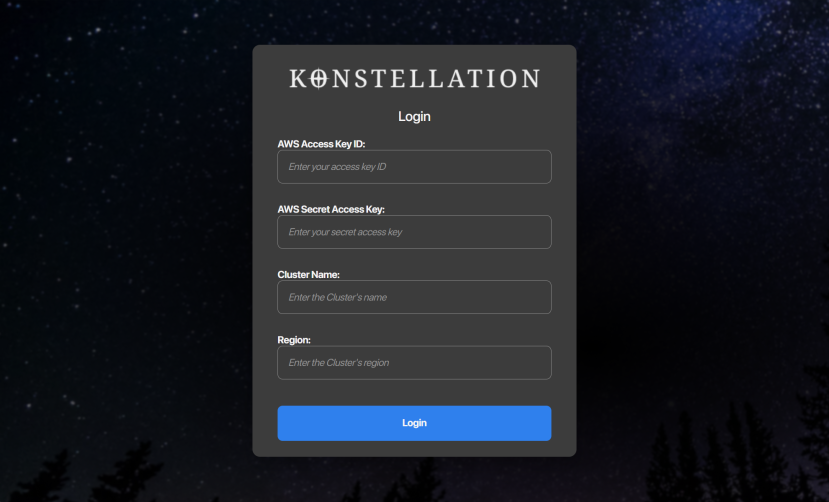 KONSTELLATION
Login
AWS Access Key ID:
Enter your access key ID
AWS Secret Access Key:
Enter your secret access key
Cluster Name:
Enter the Cluster's name
Region:
Enter the Cluster's region
Login